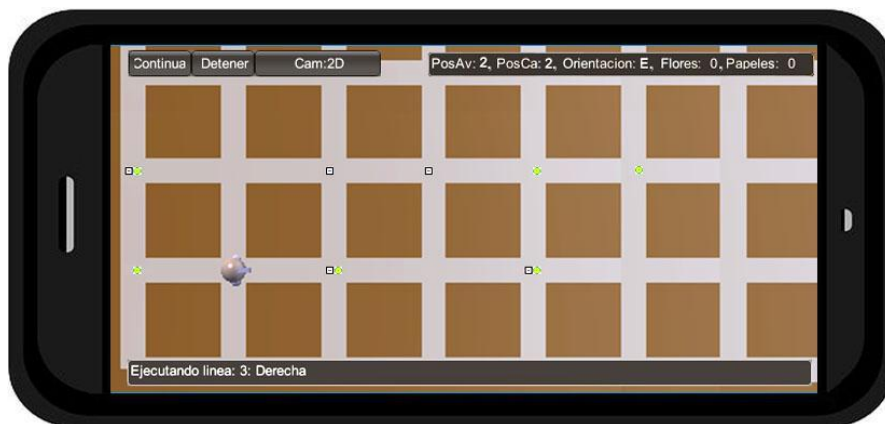 Continua Detener Cam:2D PosAv: 2, PosCa: 2, Orientacion: E, Flores: 0, Papeles: 0
Ejecutando linea: 3: Derecha